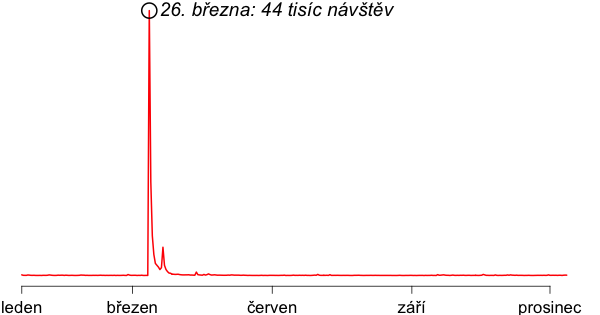 26. března: 44 tisíc návštěv
leden
březen
červen
září
prosinec